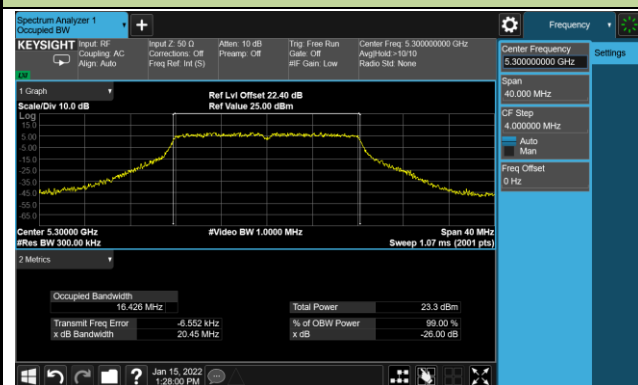 Spectrum Analyzer 1
Occupied BW
Frequency
KEYSIGHT
Input: RF
Coupling: AC
Align: Auto
Input Z: 50 Ω
Corrections: Off
Freq Ref: Int (S)
Atten: 10 dB
Preamp: Off
Trig: Free Run
Gate: Off
#IF Gain: Low
Center Freq: 5.300000000 GHz
Avg|Hold:>10/10
Radio Std: None
Center Frequency
5.300000000 GHz
Settings
Span
40.000 MHz
CF Step
4.000000 MHz
Auto
Man
Freq Offset
0 Hz
1 Graph
Scale/Div 10.0 dB
Ref Lvl Offset 22.40 dB
Ref Value 25.00 dBm
Log
15.0
5.00
-5.00
-15.0
-25.0
-35.0
-45.0
-55.0
-65.0
Center 5.30000 GHz
#Res BW 300.00 kHz
#Video BW 1.0000 MHz
Span 40 MHz
Sweep 1.07 ms (2001 pts)
2 Metrics
Occupied Bandwidth
16.426 MHz
Total Power
23.3 dBm
Transmit Freq Error
-6.552 kHz
% of OBW Power
99.00 %
x dB Bandwidth
20.45 MHz
x dB
-26.00 dB
?
Jan 15, 2022
1:28:00 PM